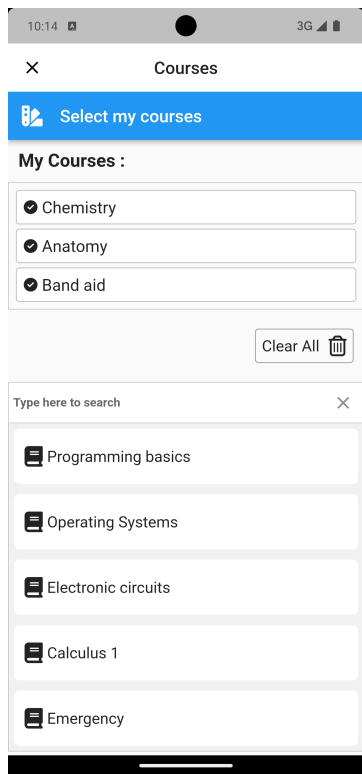 10:14 A 3G
Courses
Select my courses
My Courses :
Chemistry
Anatomy
Band aid
Clear All
Type here to search
Programming basics
Operating Systems
Electronic circuits
Calculus 1
Emergency